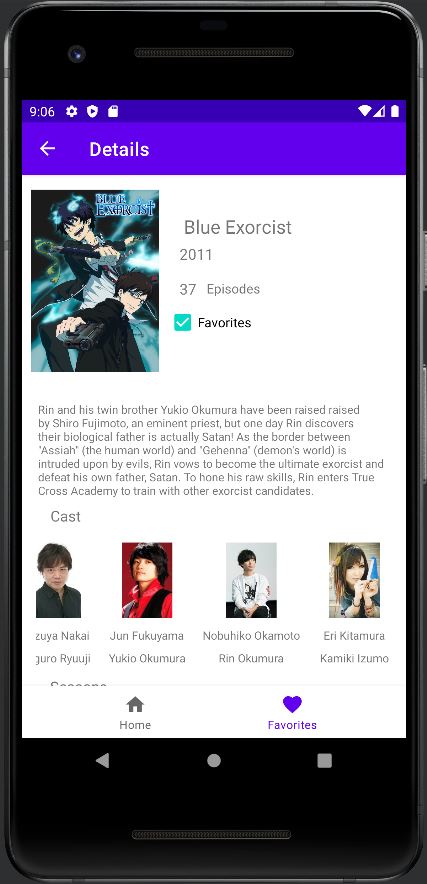 9:06
Details
BLUE
EXORCIST
Blue Exorcist
2011
37 Episodes
Favorites
Rin and his twin brother Yukio Okumura have been raised raised
by Shiro Fujimoto, an eminent priest, but one day Rin discovers
their biological father is actually Satan! As the border between
"Assiah" (the human world) and "Gehenna" (demon's world) is
intruded upon by evils, Rin vows to become the ultimate exorcist and
defeat his own father, Satan. To hone his raw skills, Rin enters True
Cross Academy to train with other exorcist candidates.
Cast
zuya Nakai Jun Fukuyama Nobuhiko Okamoto Eri Kitamura
guro Ryuuji Yukio Okumura Rin Okumura Kamiki Izumo
Home Favorites